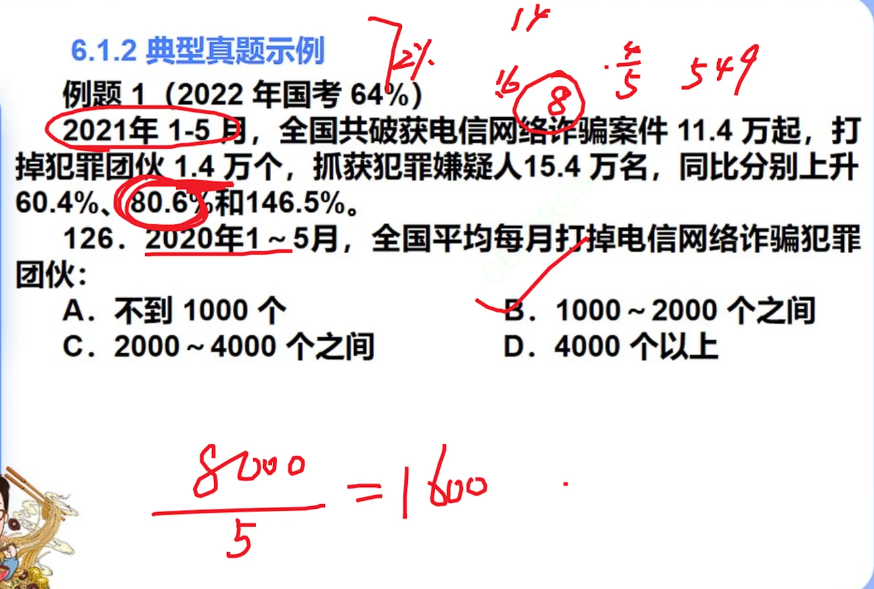 6.1.2 典型真题示例
2%
14
16
8
· 4/5
549
例题 1（2022 年国考 64%）
2021年 1-5 月，全国共破获电信网络诈骗案件 11.4 万起，打
掉犯罪团伙 1.4 万个，抓获犯罪嫌疑人15.4 万名，同比分别上升
60.4%、80.6%和146.5%。
126．2020年1～5月，全国平均每月打掉电信网络诈骗犯罪
团伙：
A．不到 1000 个
B．1000～2000 个之间
C．2000～4000 个之间
D．4000 个以上
8000
5
=1600